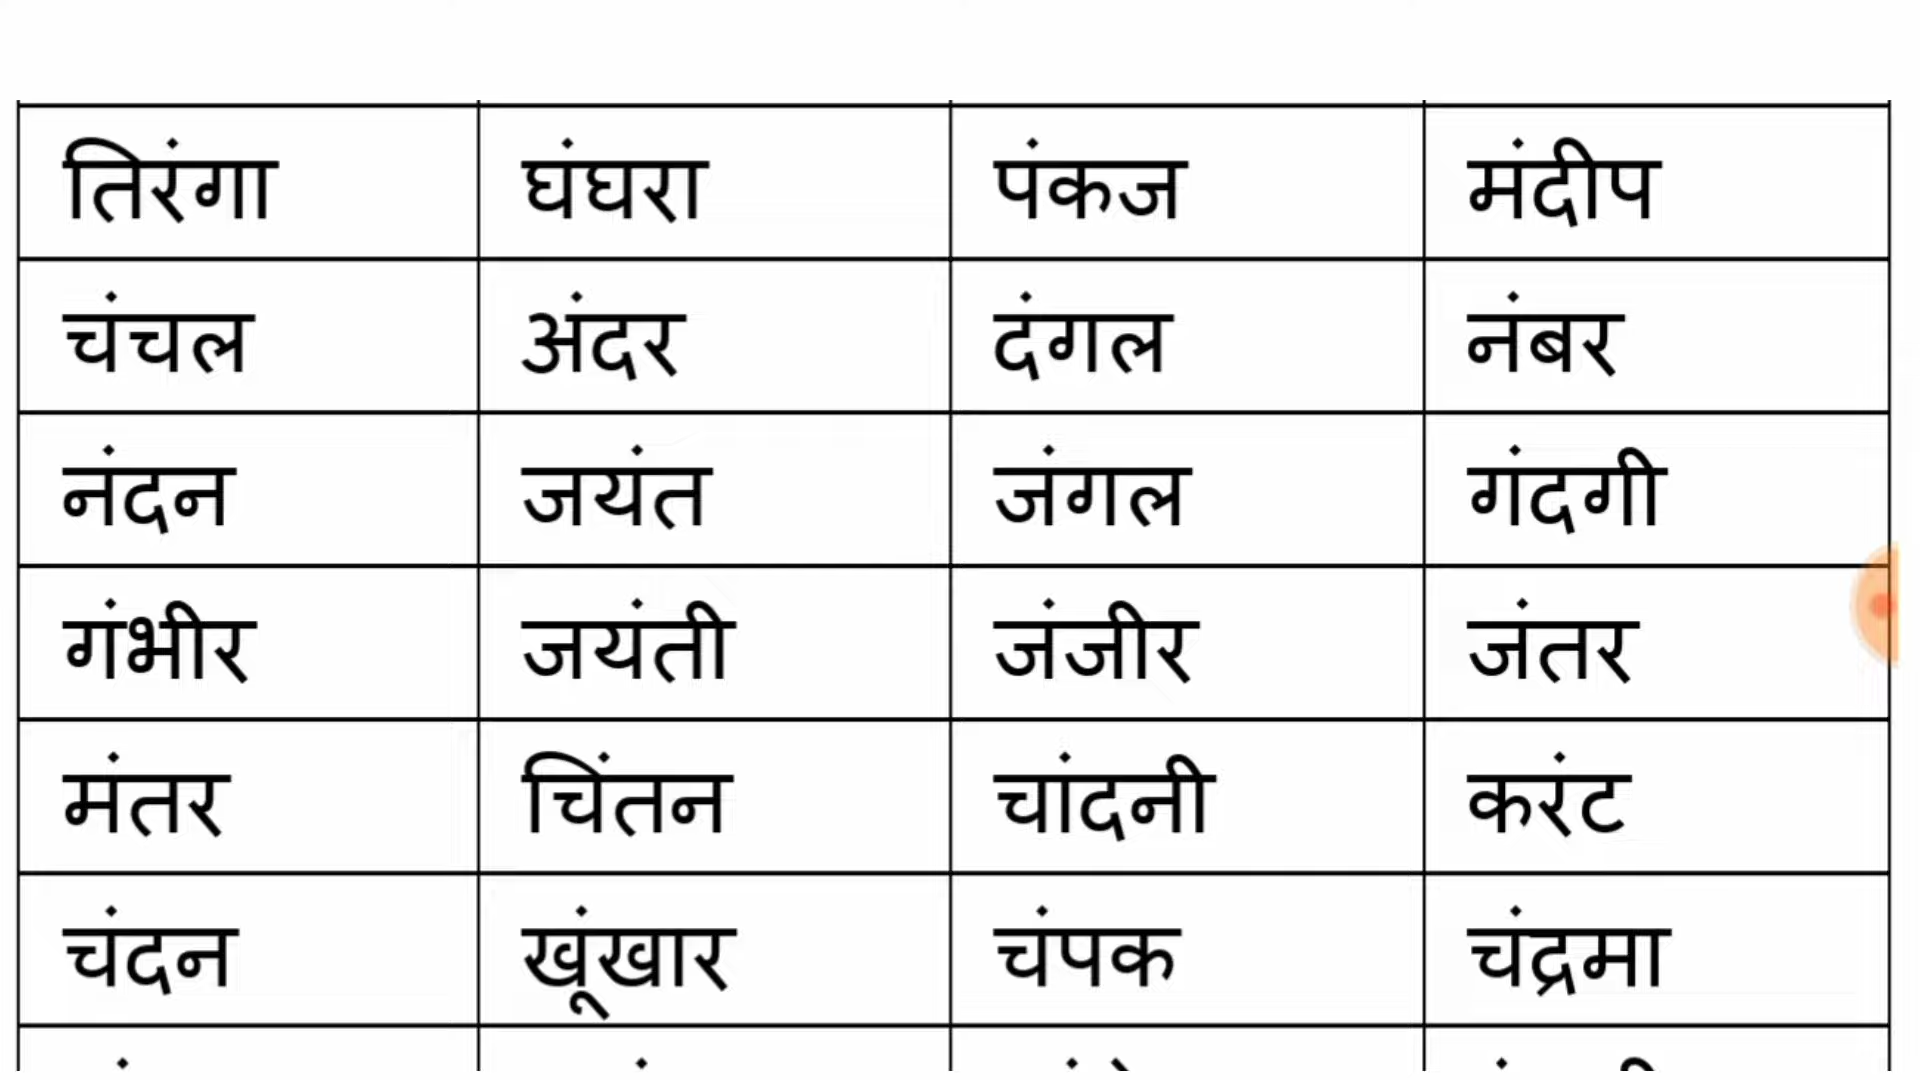 तिरंगा घंघरा पंकज मंदीप
चंचल अंदर दंगल नंबर
नंदन जयंत जंगल गंदगी
गंभीर जयंती जंजीर जंतर
मंतर चिंतन चांदनी करंट
चंदन खूंखार चंपक चंद्रमा